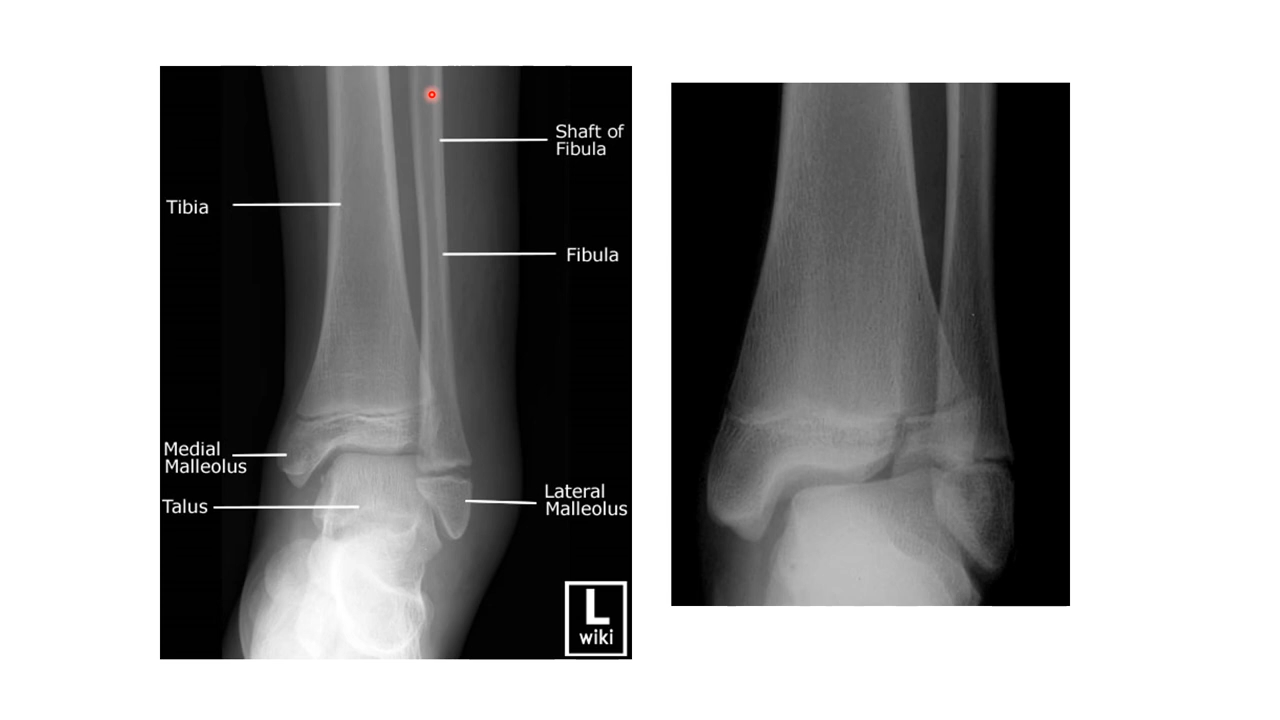 Shaft of
Fibula
Tibia
Fibula
Medial
Malleolus
Lateral
Malleolus
Talus
L
wiki